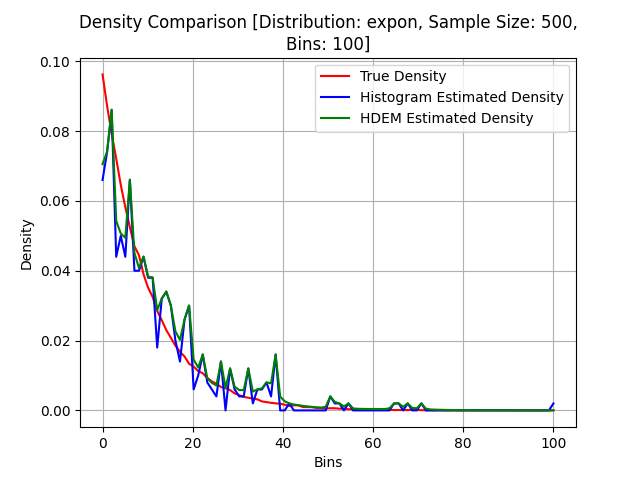 Density Comparison [Distribution: expon, Sample Size: 500,
Bins: 100]
True Density
Histogram Estimated Density
HDEM Estimated Density
Density
0.10
0.08
0.06
0.04
0.02
0.00
0 20 40 60 80 100
Bins